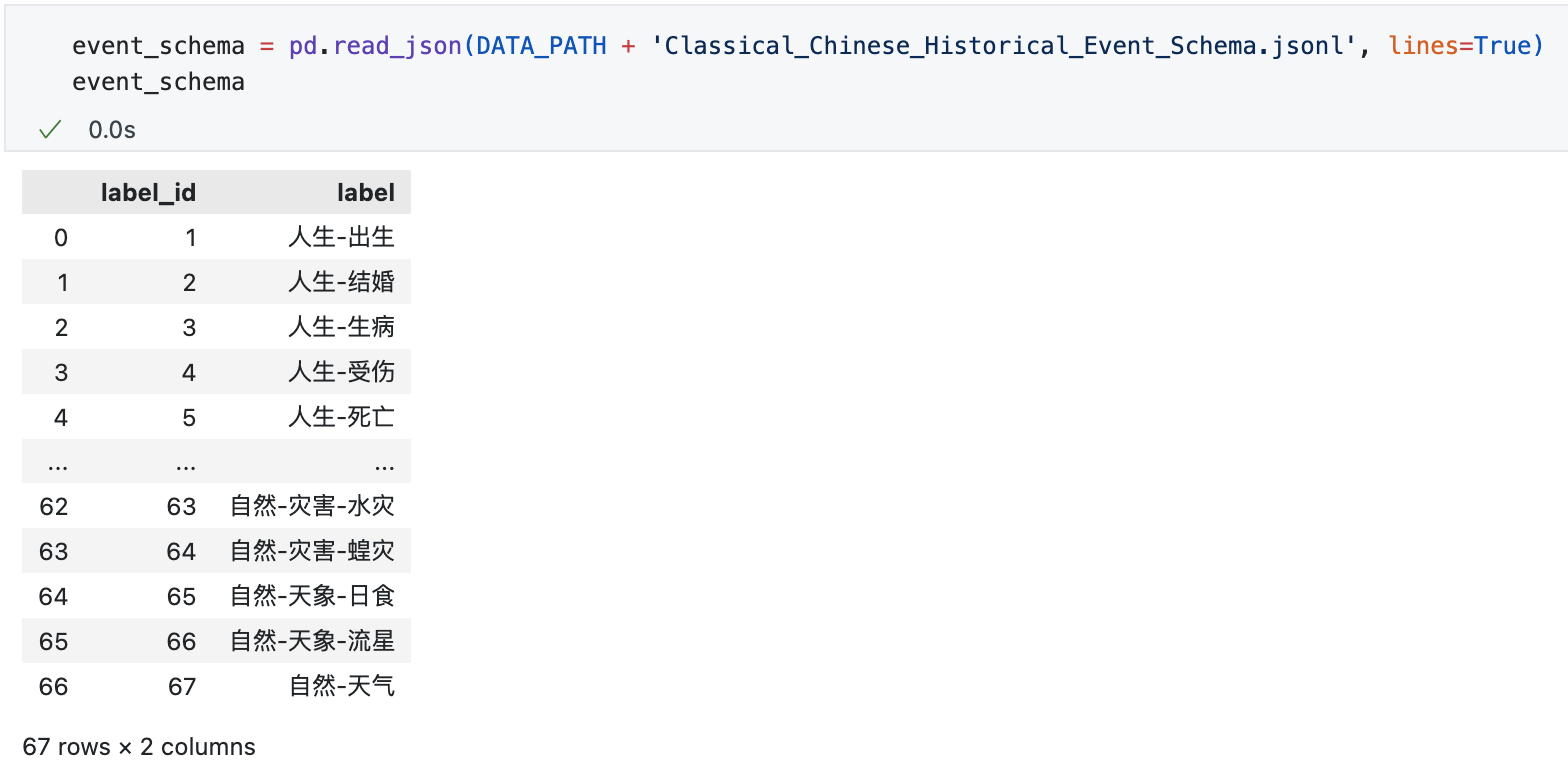 event_schema = pd.read_json(DATA_PATH + 'Classical_Chinese_Historical_Event_Schema.jsonl', lines=True)
event_schema
0.0s
label_id label
0 1 人生-出生
1 2 人生-结婚
2 3 人生-生病
3 4 人生-受伤
4 5 人生-死亡
... ... ...
62 63 自然-灾害-水灾
63 64 自然-灾害-蝗灾
64 65 自然-天象-日食
65 66 自然-天象-流星
66 67 自然-天气
67 rows × 2 columns